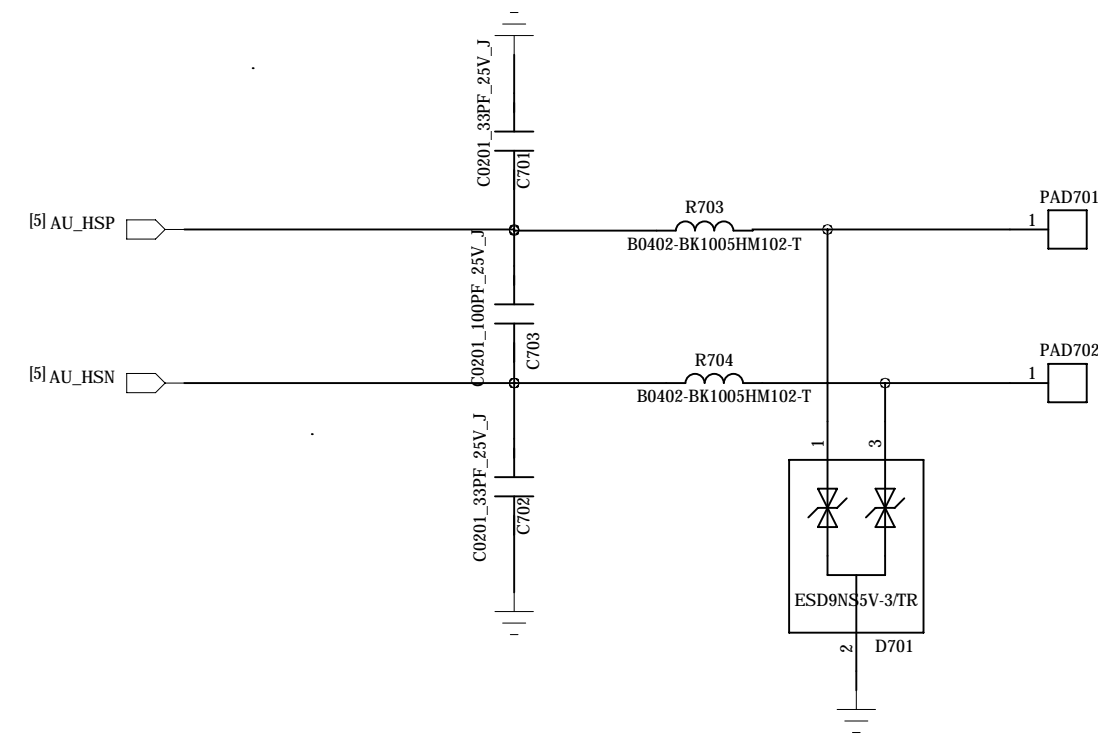 C0201_33PF_25V_J
C701
[5] AU_HSP
R703
B0402-BK1005HM102-T
1
PAD701
C0201_100PF_25V_J
C703
[5] AU_HSN
R704
B0402-BK1005HM102-T
1
PAD702
C0201_33PF_25V_J
C702
1
3
ESD9NS5V-3/TR
2
D701